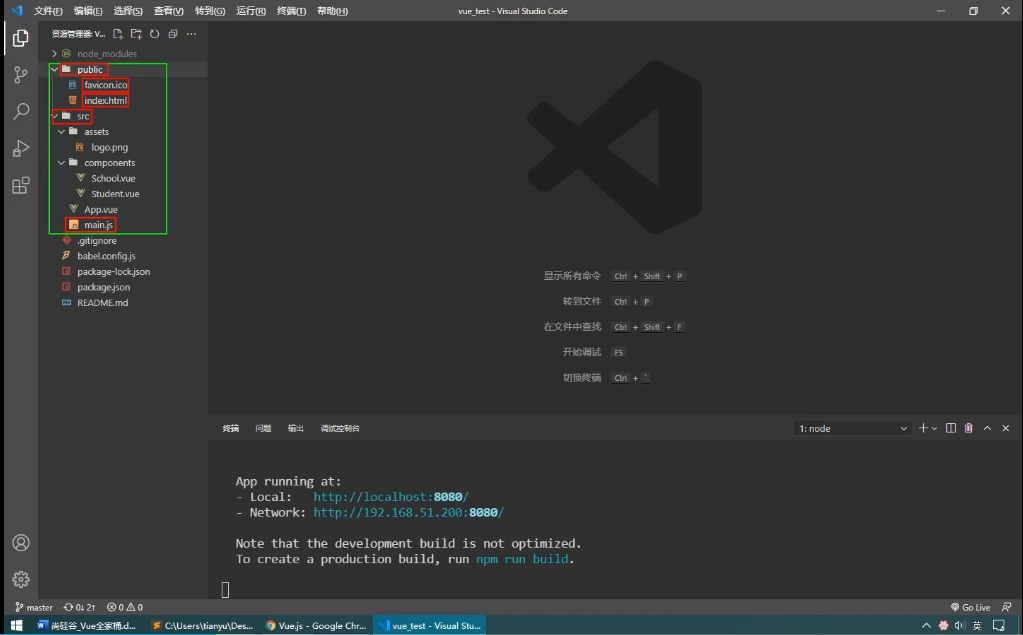 文件(F) 编辑(E) 选择(S) 查看(V) 转到(G) 运行(R) 终端(T) 帮助(H) vue_test - Visual Studio Code
资源管理器: V...
node_modules
public
favicon.ico
index.html
src
assets
logo.png
components
School.vue
Student.vue
App.vue
main.js
.gitignore
babel.config.js
package-lock.json
package.json
README.md
显示所有命令 Ctrl + Shift + P
转到文件 Ctrl + P
在文件中查找 Ctrl + Shift + F
开始调试 F5
切换终端 Ctrl + `
终端 问题 输出 调试控制台 1: node
App running at:
- Local: http://localhost:8080/
- Network: http://192.168.51.200:8080/
Note that the development build is not optimized.
To create a production build, run npm run build.
master 0↓ 2↑ 0 0 Go Live
尚硅谷_Vue全家桶.d... C:\Users\tianyu\Des... Vue.js - Google Chr... vue_test - Visual Stu... 英